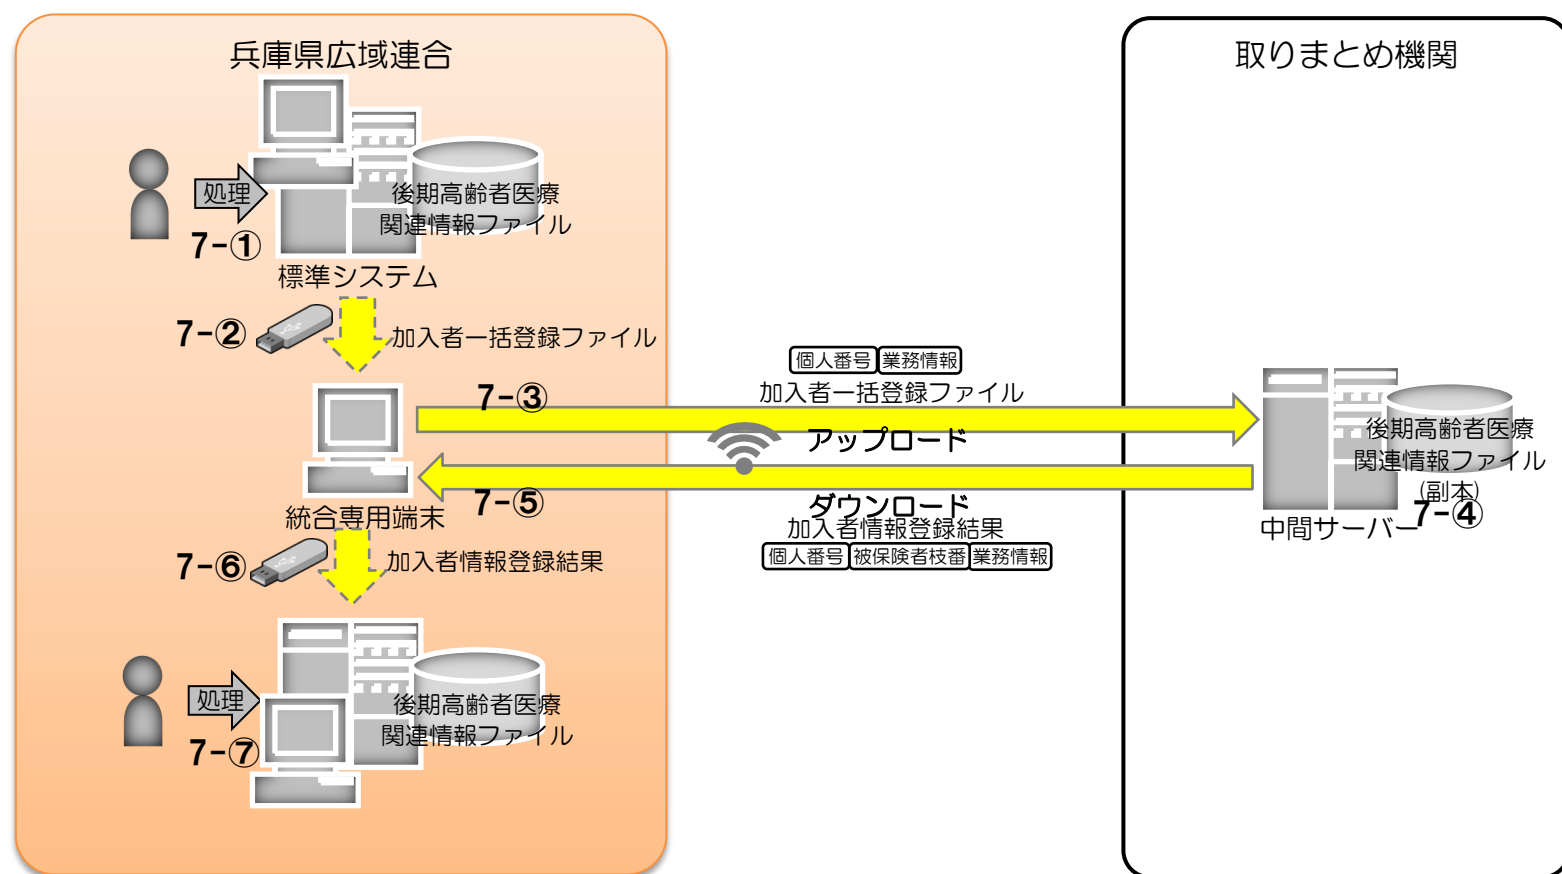 兵庫県広域連合
処理
7-①
後期高齢者医療
関連情報ファイル
標準システム
7-②
加入者一括登録ファイル
7-③
個人番号 業務情報
加入者一括登録ファイル
アップロード
統合専用端末
7-⑤
ダウンロード
加入者情報登録結果
個人番号 被保険者枝番 業務情報
7-⑥
加入者情報登録結果
処理
7-⑦
後期高齢者医療
関連情報ファイル
取りまとめ機関
後期高齢者医療
関連情報ファイル
(副本)
中間サーバー
7-④